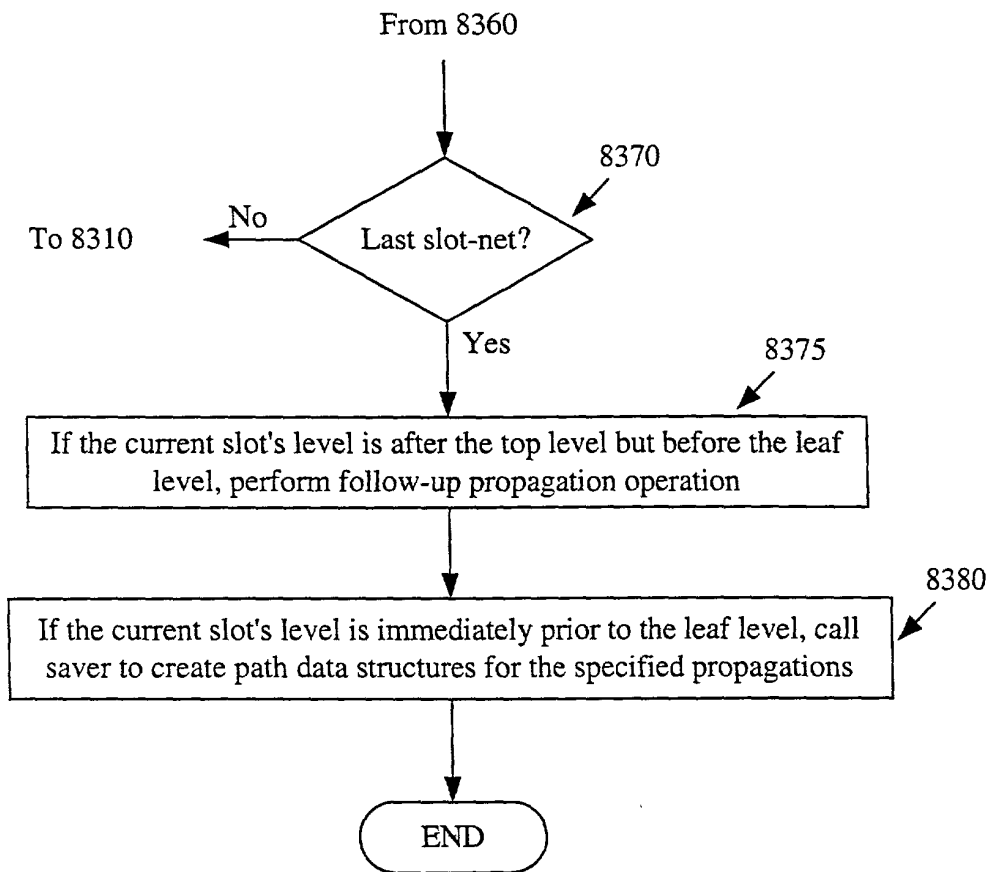 From 8360
8370
Last slot-net?
No
To 8310
Yes
8375
If the current slot's level is after the top level but before the leaf
level, perform follow-up propagation operation
8380
If the current slot's level is immediately prior to the leaf level, call
saver to create path data structures for the specified propagations
END